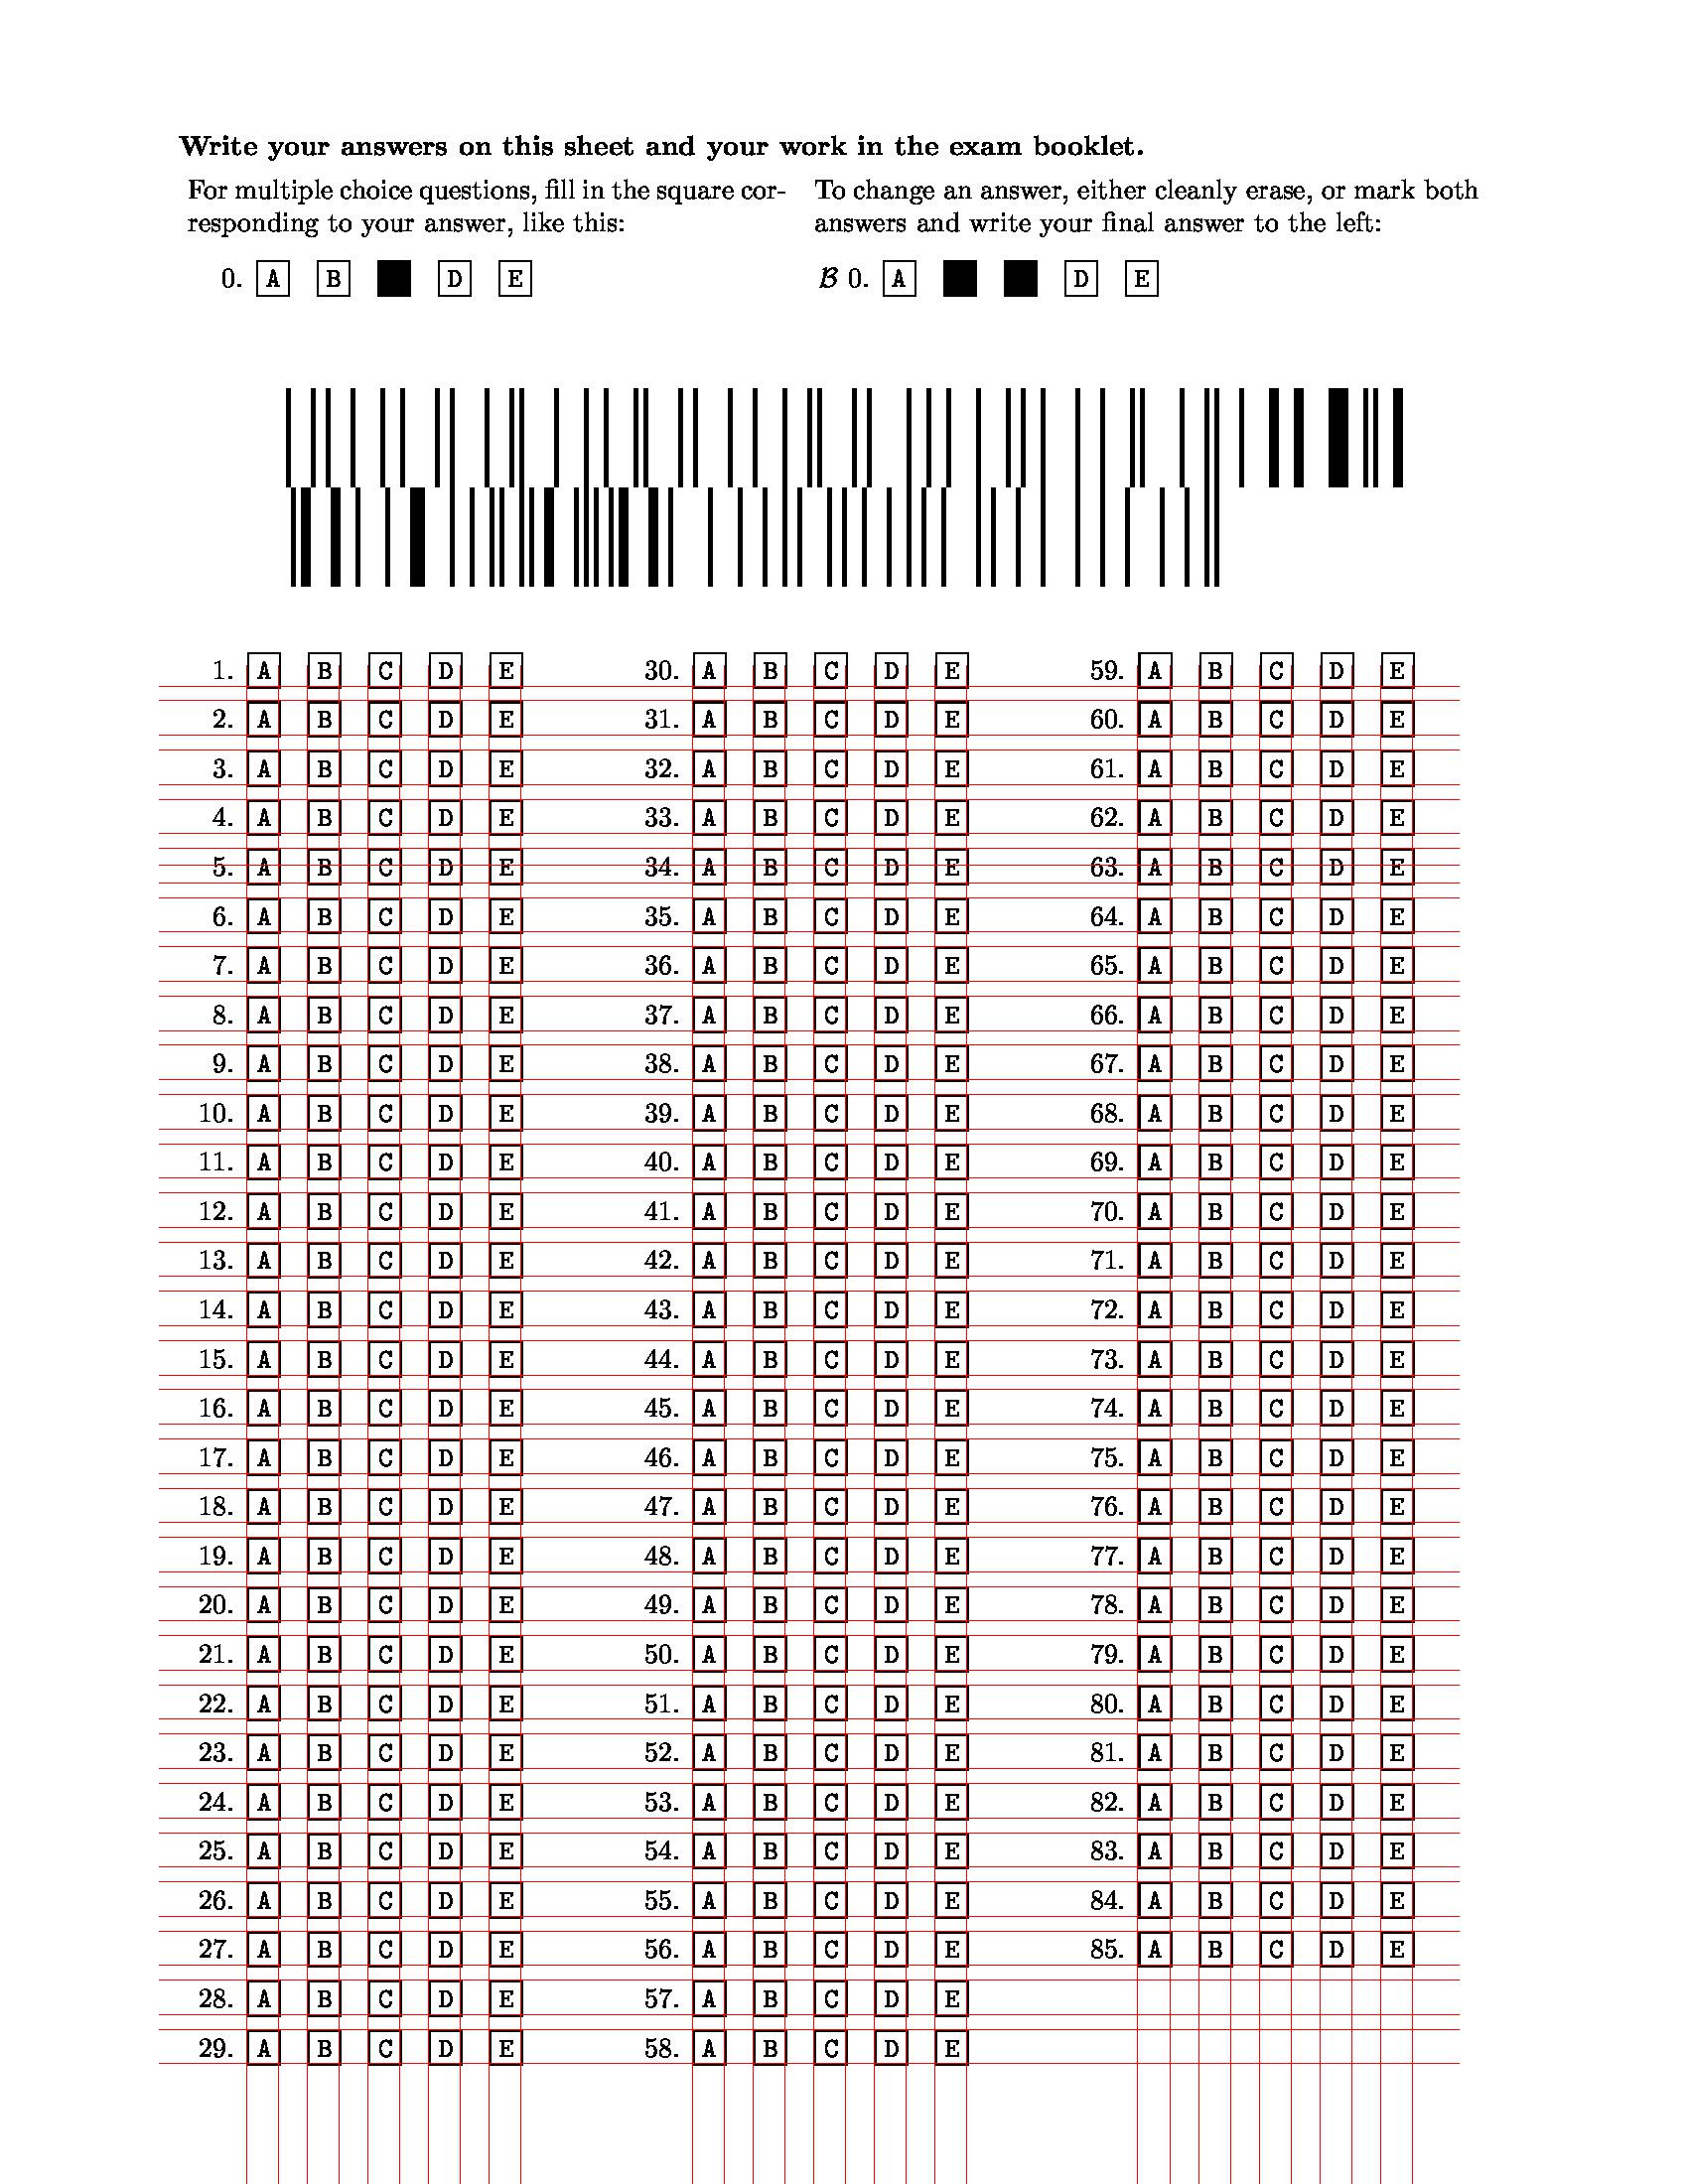 Write your answers on this sheet and your work in the exam booklet.
For multiple choice questions, fill in the square cor-
responding to your answer, like this:
0. A B D E
To change an answer, either cleanly erase, or mark both
answers and write your final answer to the left:
B 0. A D E
1. A B C D E
2. A B C D E
3. A B C D E
4. A B C D E
5. A B C D E
6. A B C D E
7. A B C D E
8. A B C D E
9. A B C D E
10. A B C D E
11. A B C D E
12. A B C D E
13. A B C D E
14. A B C D E
15. A B C D E
16. A B C D E
17. A B C D E
18. A B C D E
19. A B C D E
20. A B C D E
21. A B C D E
22. A B C D E
23. A B C D E
24. A B C D E
25. A B C D E
26. A B C D E
27. A B C D E
28. A B C D E
29. A B C D E
30. A B C D E
31. A B C D E
32. A B C D E
33. A B C D E
34. A B C D E
35. A B C D E
36. A B C D E
37. A B C D E
38. A B C D E
39. A B C D E
40. A B C D E
41. A B C D E
42. A B C D E
43. A B C D E
44. A B C D E
45. A B C D E
46. A B C D E
47. A B C D E
48. A B C D E
49. A B C D E
50. A B C D E
51. A B C D E
52. A B C D E
53. A B C D E
54. A B C D E
55. A B C D E
56. A B C D E
57. A B C D E
58. A B C D E
59. A B C D E
60. A B C D E
61. A B C D E
62. A B C D E
63. A B C D E
64. A B C D E
65. A B C D E
66. A B C D E
67. A B C D E
68. A B C D E
69. A B C D E
70. A B C D E
71. A B C D E
72. A B C D E
73. A B C D E
74. A B C D E
75. A B C D E
76. A B C D E
77. A B C D E
78. A B C D E
79. A B C D E
80. A B C D E
81. A B C D E
82. A B C D E
83. A B C D E
84. A B C D E
85. A B C D E